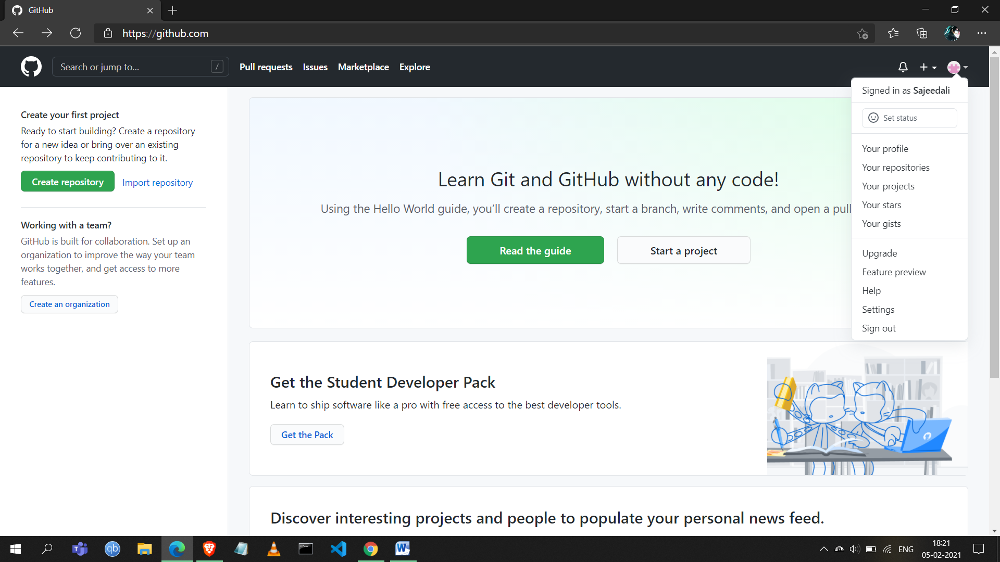 GitHub
https://github.com
Search or jump to... /
Pull requests Issues Marketplace Explore
Signed in as Sajeedali
Set status
Your profile
Your repositories
Your projects
Your stars
Your gists
Upgrade
Feature preview
Help
Settings
Sign out
Create your first project
Ready to start building? Create a repository
for a new idea or bring over an existing
repository to keep contributing to it.
Create repository Import repository
Working with a team?
GitHub is built for collaboration. Set up an
organization to improve the way your team
works together, and get access to more
features.
Create an organization
Learn Git and GitHub without any code!
Using the Hello World guide, you’ll create a repository, start a branch, write comments, and open a pull
Read the guide Start a project
Get the Student Developer Pack
Learn to ship software like a pro with free access to the best developer tools.
Get the Pack
Discover interesting projects and people to populate your personal news feed.
T qb W
ENG
18:21
05-02-2021